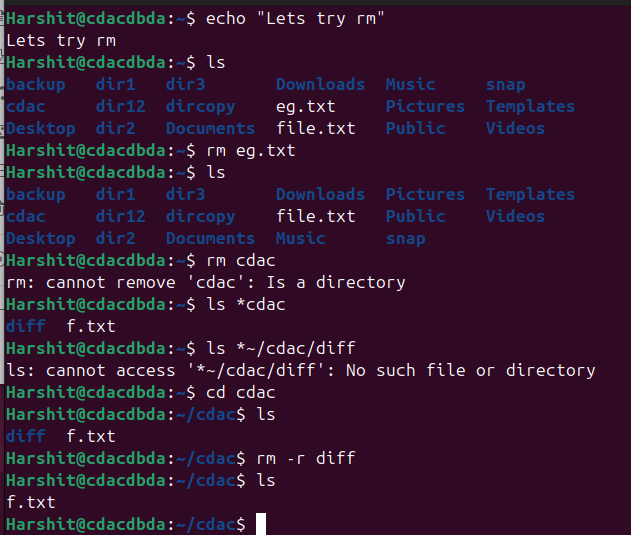 Harshit@cdacdbda:~$ echo "Lets try rm"
Lets try rm
Harshit@cdacdbda:~$ ls
backup dir1 dir3 Downloads Music snap
cdac dir12 dircopy eg.txt Pictures Templates
Desktop dir2 Documents file.txt Public Videos
Harshit@cdacdbda:~$ rm eg.txt
Harshit@cdacdbda:~$ ls
backup dir1 dir3 Downloads Pictures Templates
cdac dir12 dircopy file.txt Public Videos
Desktop dir2 Documents Music snap
Harshit@cdacdbda:~$ rm cdac
rm: cannot remove 'cdac': Is a directory
Harshit@cdacdbda:~$ ls *cdac
diff f.txt
Harshit@cdacdbda:~$ ls *~/cdac/diff
ls: cannot access '*~/cdac/diff': No such file or directory
Harshit@cdacdbda:~$ cd cdac
Harshit@cdacdbda:~/cdac$ ls
diff f.txt
Harshit@cdacdbda:~/cdac$ rm -r diff
Harshit@cdacdbda:~/cdac$ ls
f.txt
Harshit@cdacdbda:~/cdac$